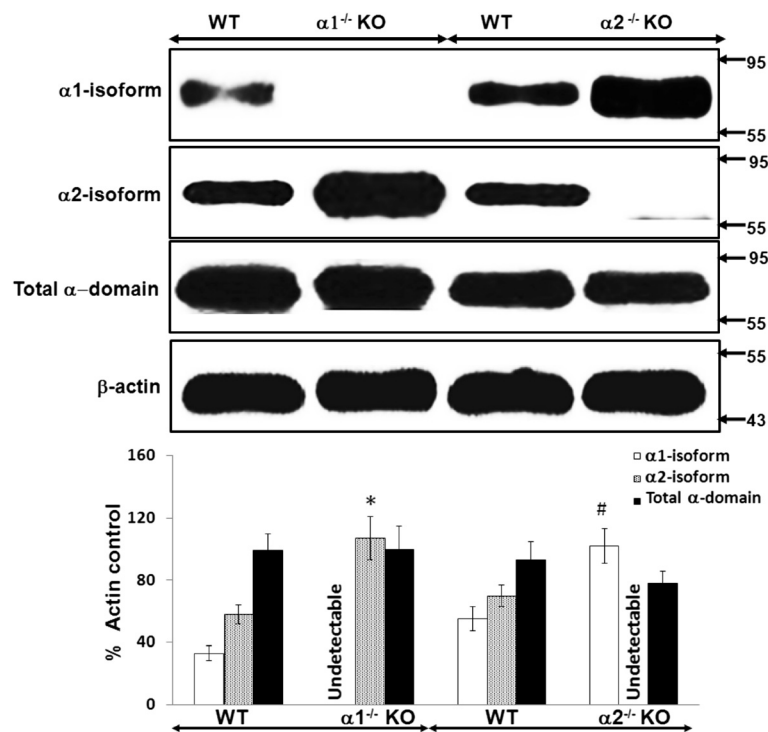 WT α1⁻/⁻ KO WT α2⁻/⁻ KO
α1-isoform 95
55
α2-isoform 95
55
Total α–domain 95
55
β-actin 55
43
160
120
80
40
0
% Actin control
α1-isoform
α2-isoform
Total α-domain
*
#
Undetectable
Undetectable
WT α1⁻/⁻ KO WT α2⁻/⁻ KO